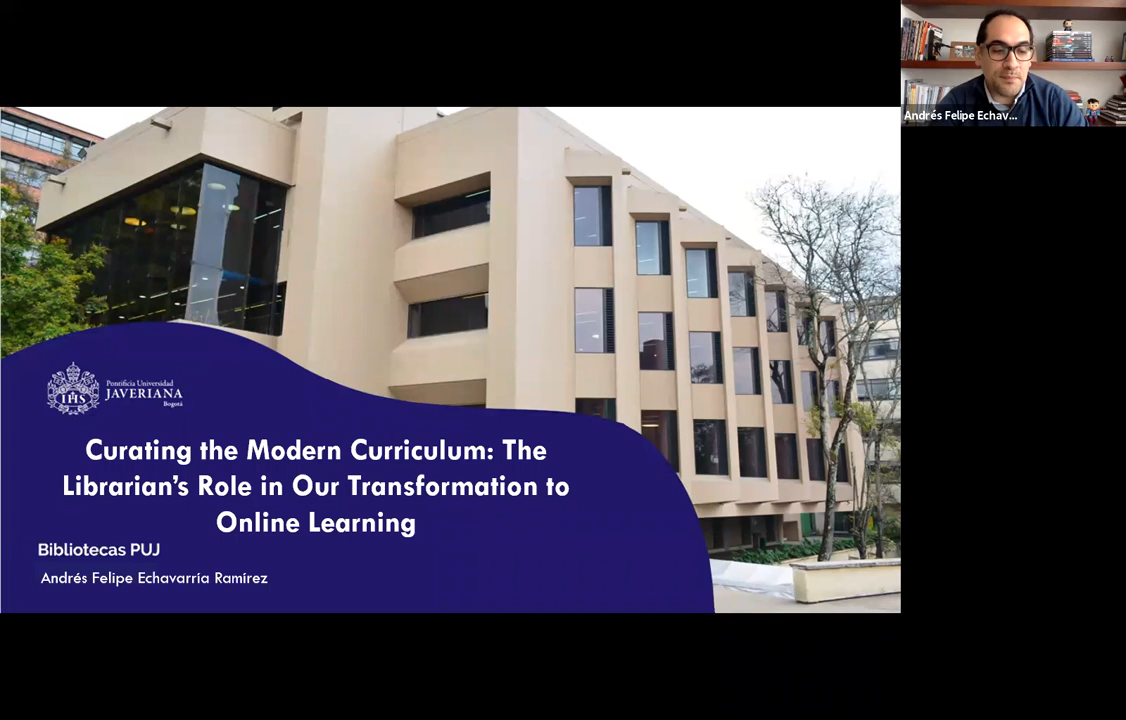 Andrés Felipe Echav...
Pontificia Universidad
JAVERIANA
Bogotá
IHS
Curating the Modern Curriculum: The
Librarian's Role in Our Transformation to
Online Learning
Bibliotecas PUJ
Andrés Felipe Echavarría Ramírez